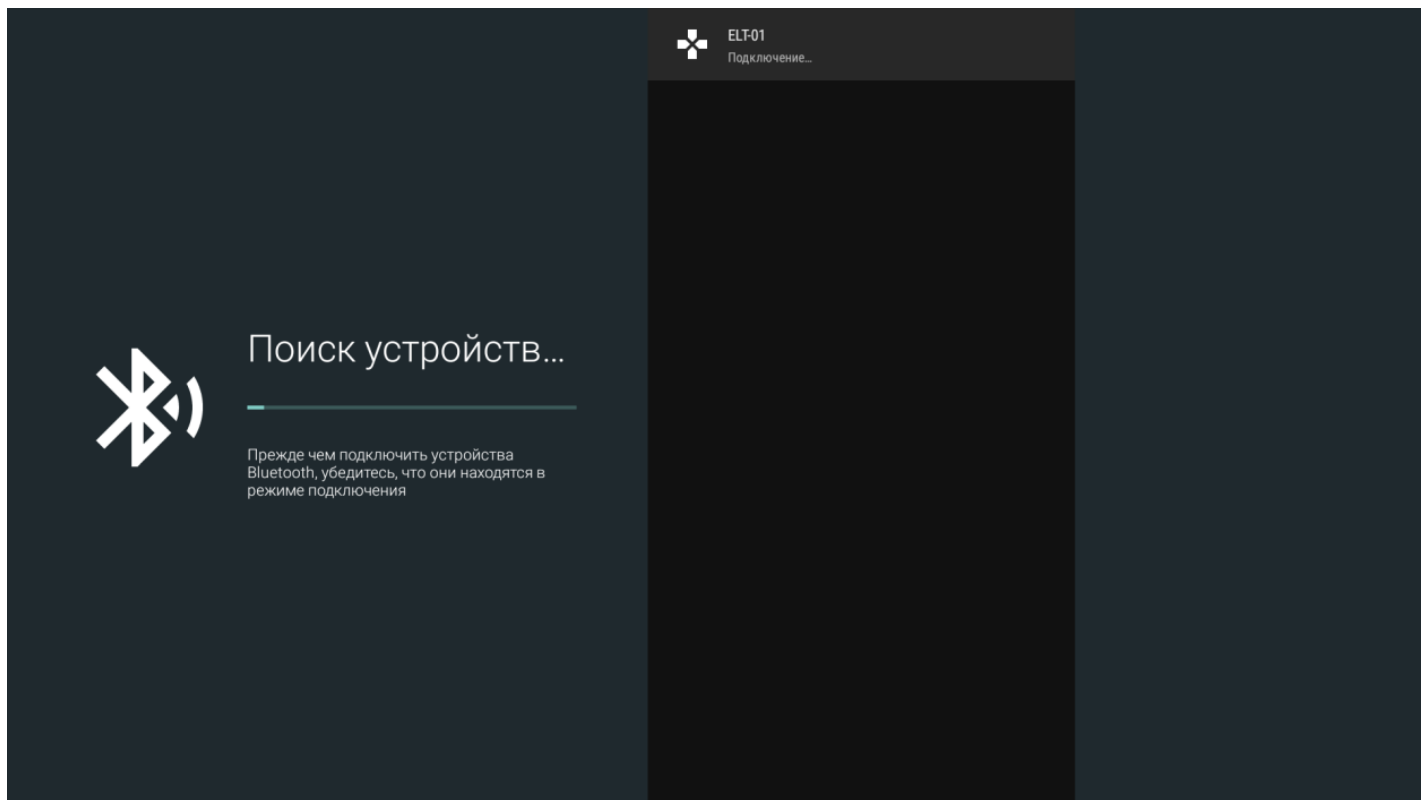 ELT-01
Подключение...
Поиск устройств...
Прежде чем подключить устройства
Bluetooth, убедитесь, что они находятся в
режиме подключения